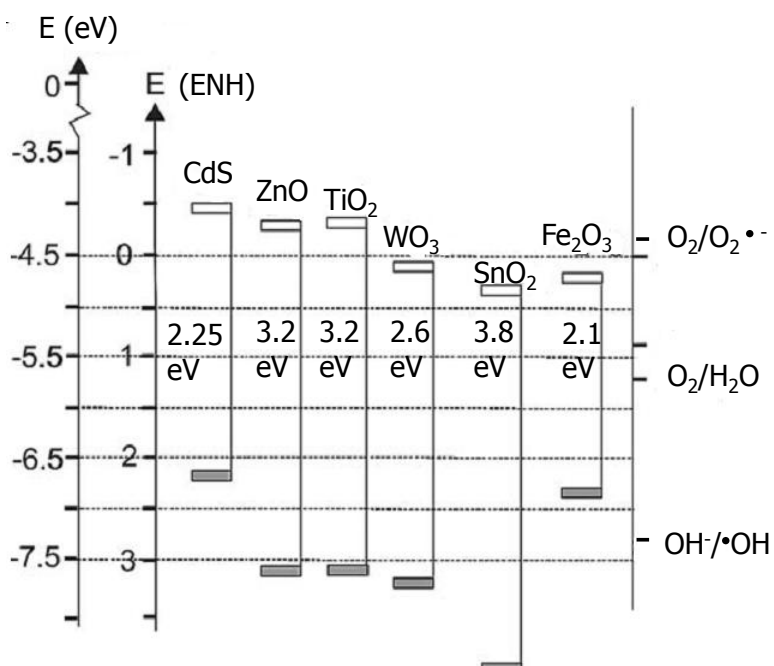 E (eV)
E (ENH)
0
-3.5
-4.5
-5.5
-6.5
-7.5
-1
0
1
2
3
CdS
ZnO
TiO₂
WO₃
SnO₂
Fe₂O₃
2.25
eV
3.2
eV
3.2
eV
2.6
eV
3.8
eV
2.1
eV
O₂/O₂•-
O₂/H₂O
OH⁻/•OH